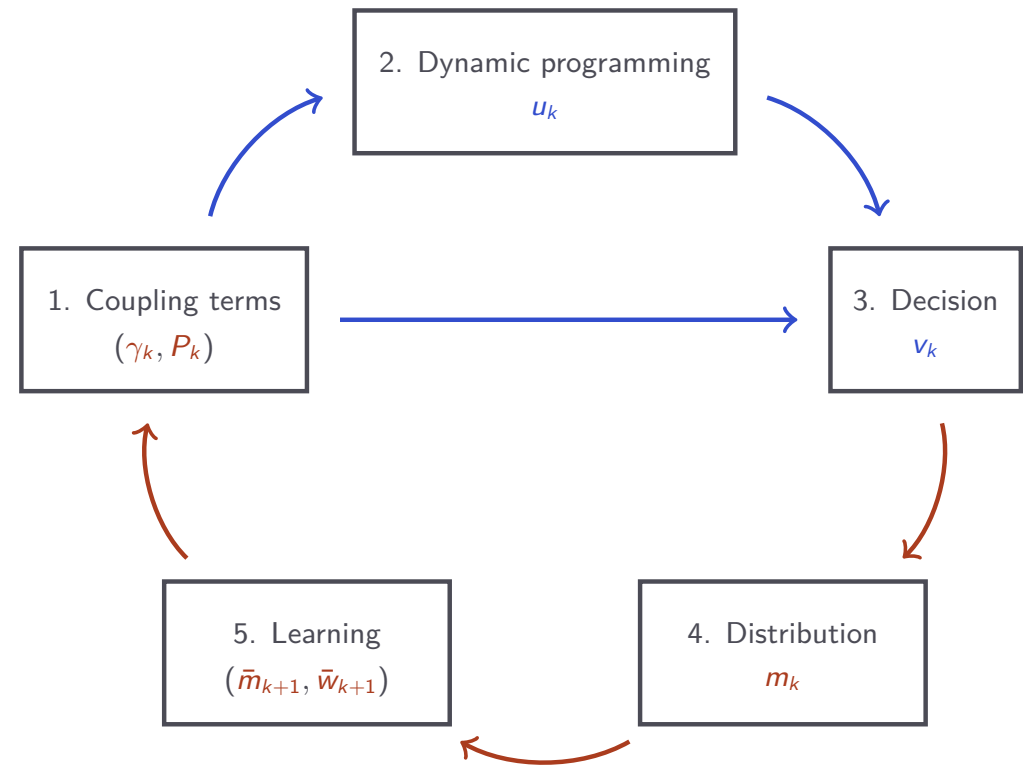 2. Dynamic programming
u_k
1. Coupling terms
(γ_k, P_k)
3. Decision
v_k
5. Learning
(m̄_{k+1}, w̄_{k+1})
4. Distribution
m_k